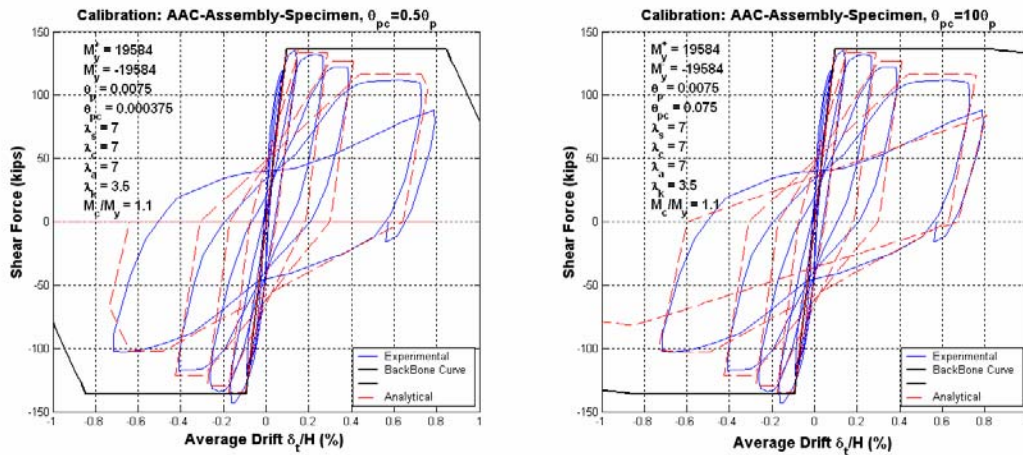 Calibration: AAC-Assembly-Specimen, θpc=0.5θp
150
100
50
0
-50
-100
-150
Shear Force (kips)
M+y = 19584
M-y = -19584
θp = 0.0075
θpc = 0.000375
λs = 7
λc = 7
λa = 7
λk = 3.5
Mc/My = 1.1
Experimental
BackBone Curve
Analytical
-1 -0.8 -0.6 -0.4 -0.2 0 0.2 0.4 0.6 0.8 1
Average Drift δt/H (%)
Calibration: AAC-Assembly-Specimen, θpc=10θp
150
100
50
0
-50
-100
-150
Shear Force (kips)
M+y = 19584
M-y = -19584
θp = 0.0075
θpc = 0.075
λs = 7
λc = 7
λa = 7
λk = 3.5
Mc/My = 1.1
Experimental
BackBone Curve
Analytical
-1 -0.8 -0.6 -0.4 -0.2 0 0.2 0.4 0.6 0.8 1
Average Drift δt/H (%)